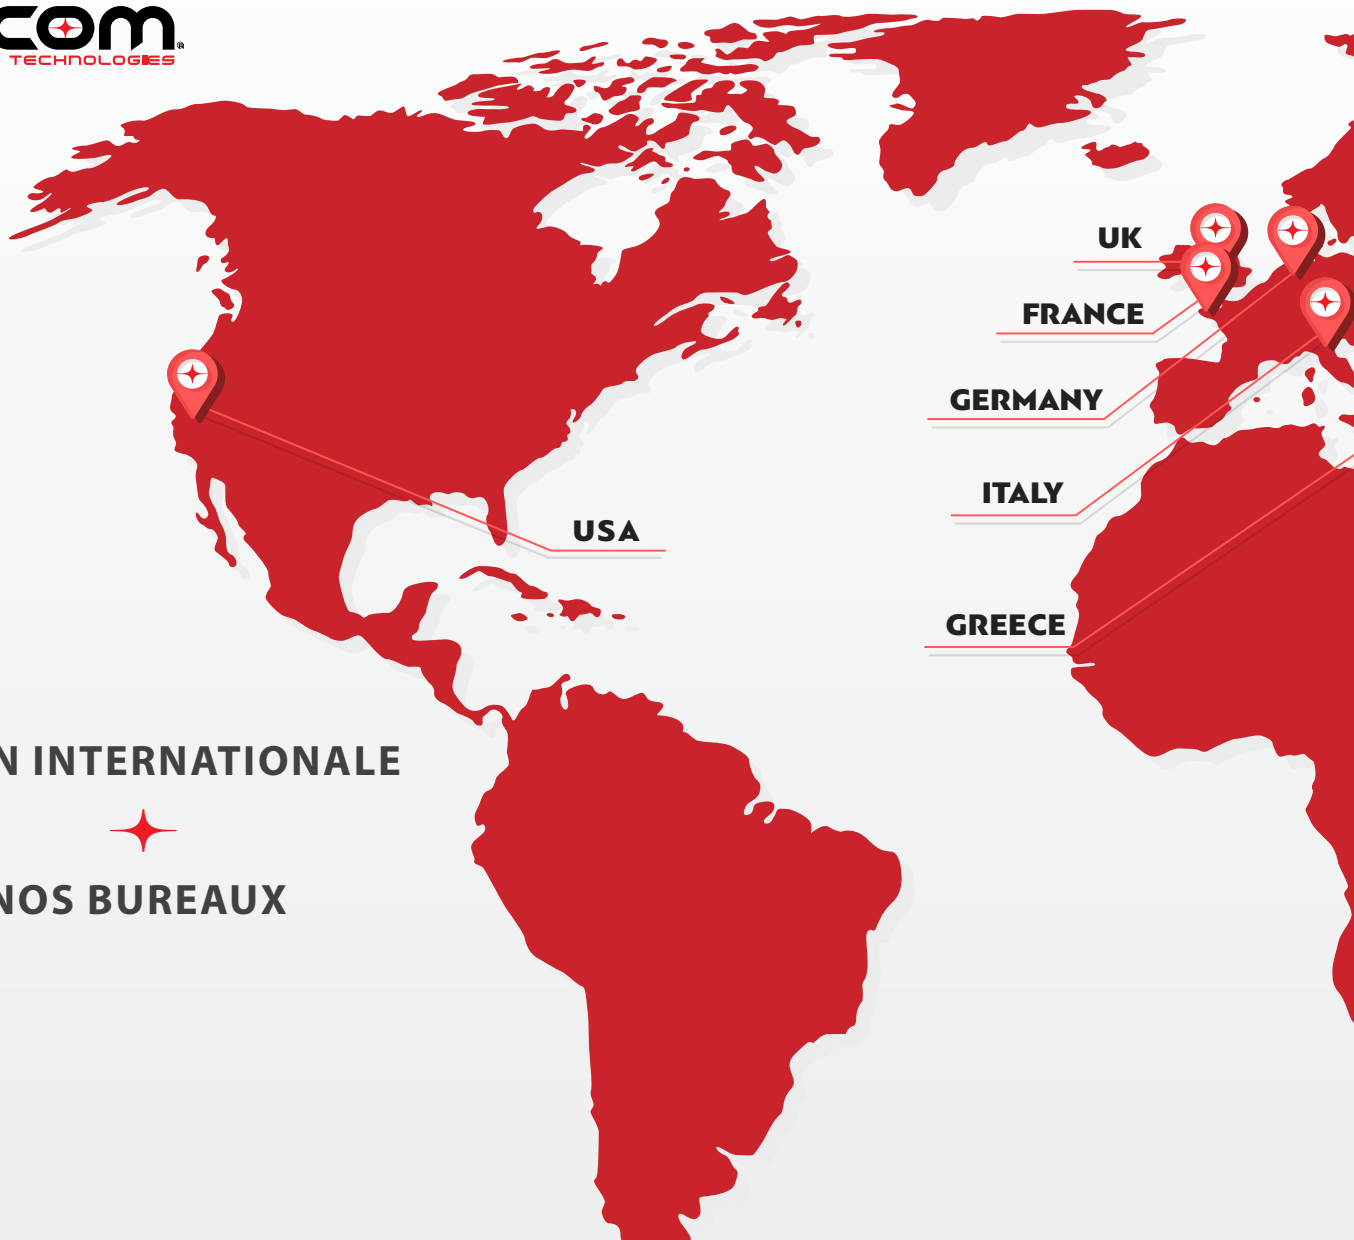 COM®
TECHNOLOGIES
UK
FRANCE
GERMANY
ITALY
USA
GREECE
N INTERNATIONALE
NOS BUREAUX